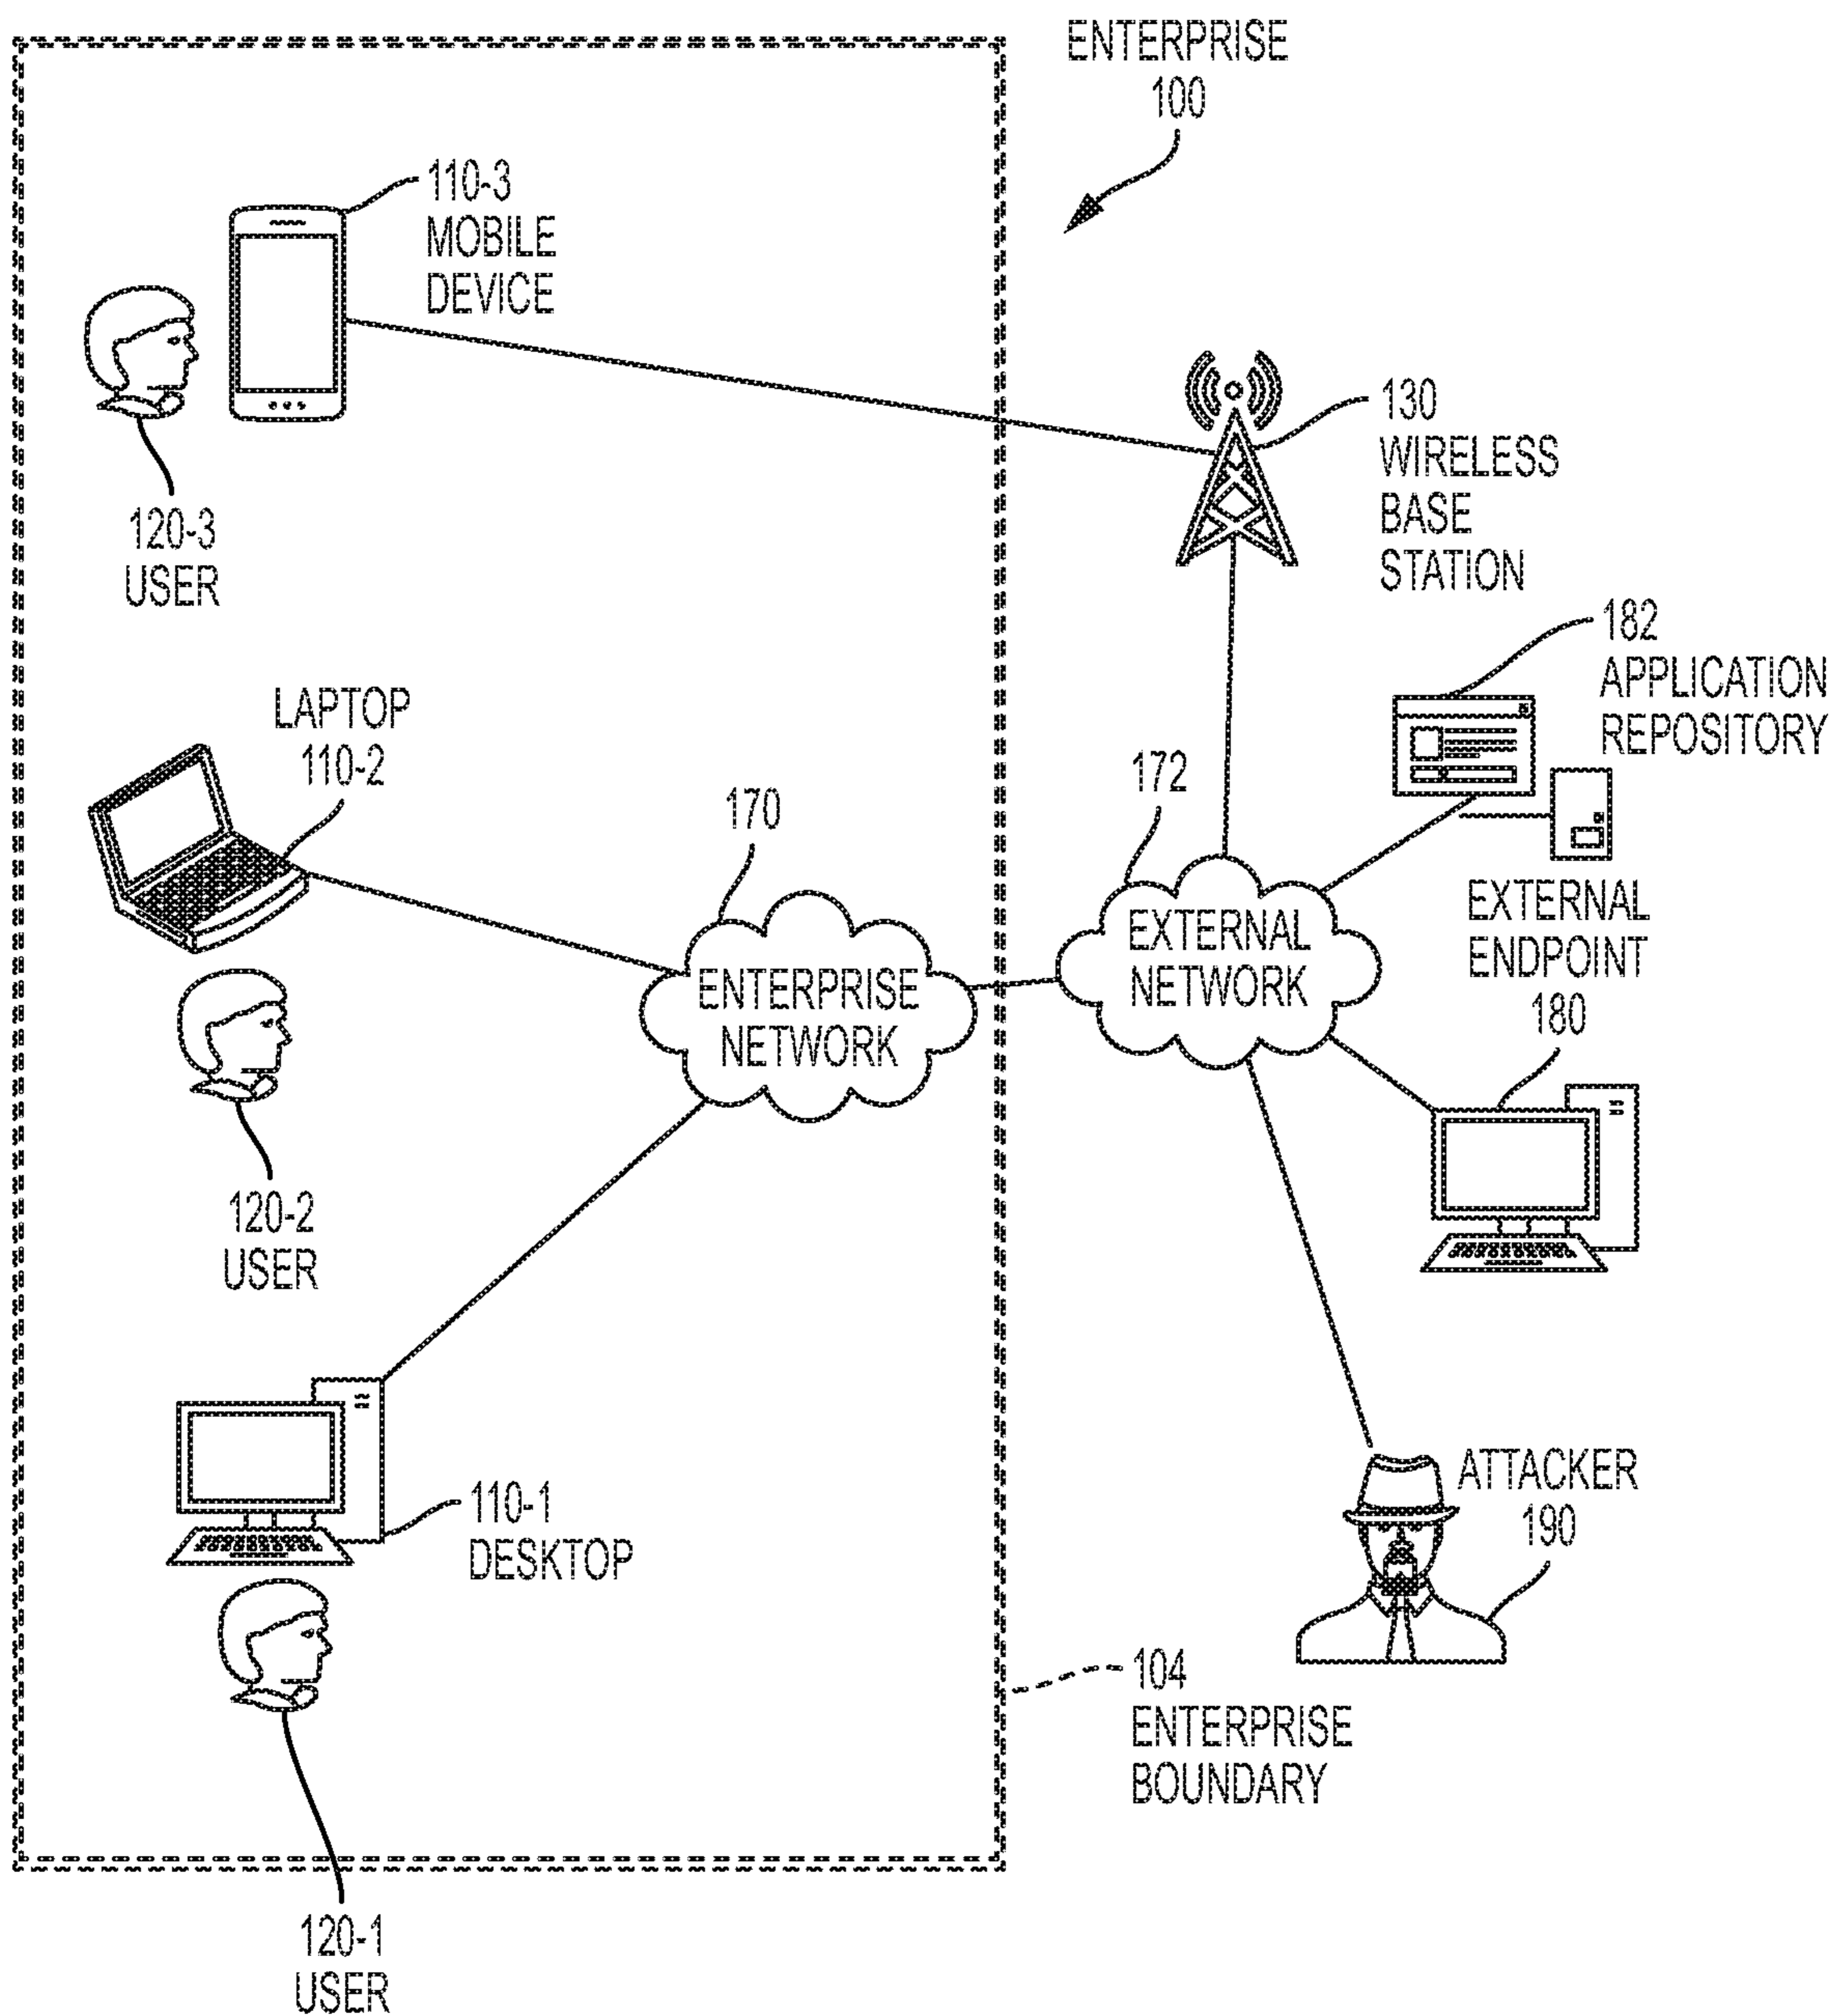 ENTERPRISE
100
110-3
MOBILE
DEVICE
130
WIRELESS
BASE
STATION
120-3
USER
182
APPLICATION
REPOSITORY
LAPTOP
110-2
170
172
EXTERNAL
ENDPOINT
180
EXTERNAL
NETWORK
ENTERPRISE
NETWORK
120-2
USER
110-1
DESKTOP
ATTACKER
190
104
ENTERPRISE
BOUNDARY
120-1
USER